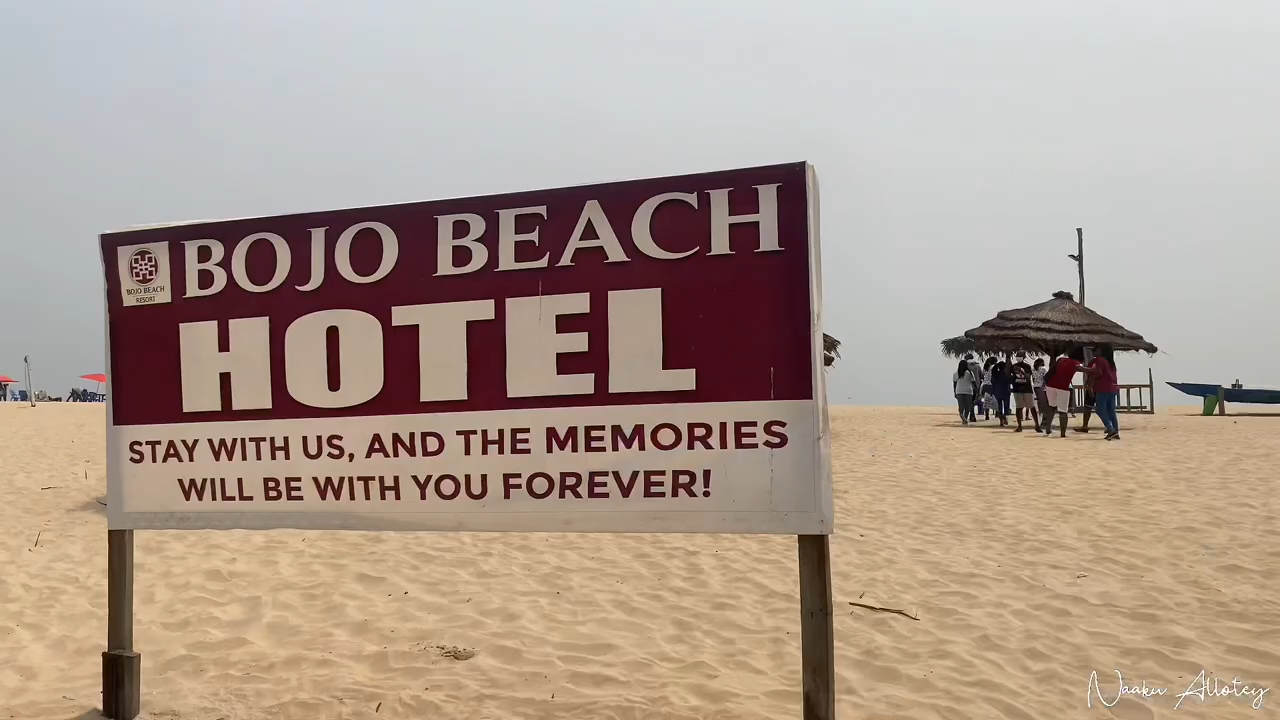 BOJO BEACH
HOTEL
BOJO BEACH
RESORT
STAY WITH US, AND THE MEMORIES
WILL BE WITH YOU FOREVER!
Naaku Allotey